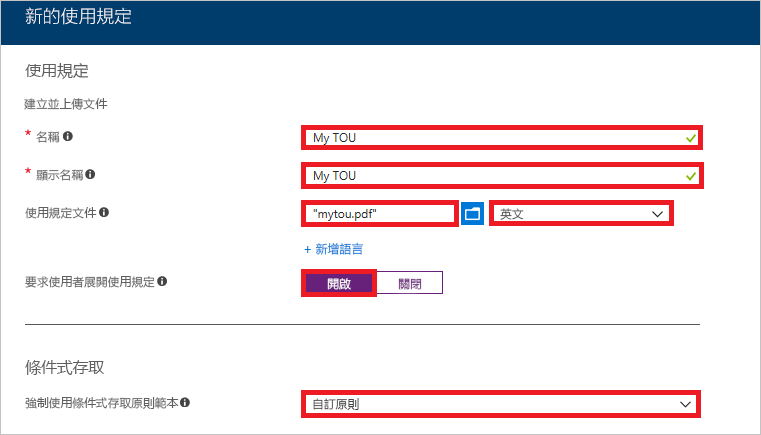 新的使用規定
使用規定
建立並上傳文件
* 名稱 My TOU
* 顯示名稱 My TOU
使用規定文件 "mytou.pdf" 英文
+ 新增語言
要求使用者展開使用規定 開啟 關閉
條件式存取
強制使用條件式存取原則範本 自訂原則